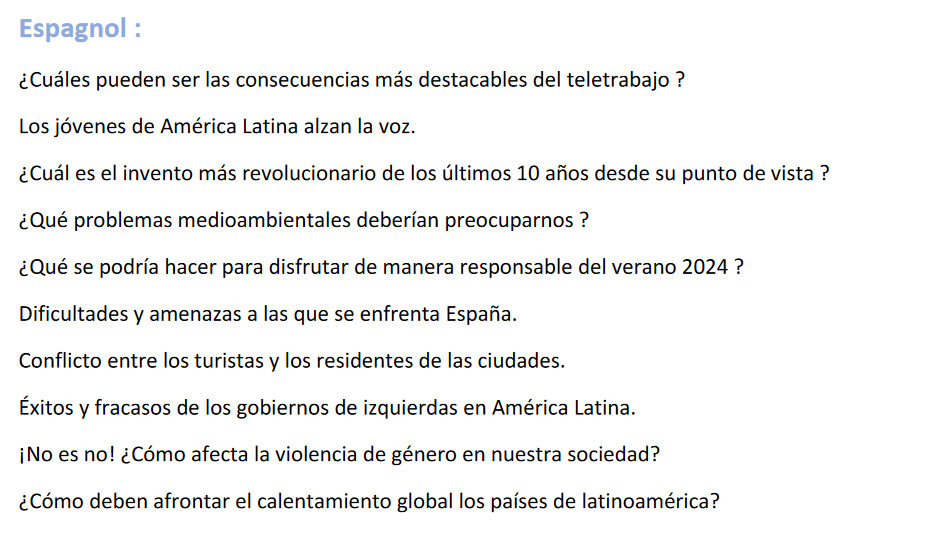 Espagnol :
¿Cuáles pueden ser las consecuencias más destacables del teletrabajo ?
Los jóvenes de América Latina alzan la voz.
¿Cuál es el invento más revolucionario de los últimos 10 años desde su punto de vista ?
¿Qué problemas medioambientales deberían preocuparnos ?
¿Qué se podría hacer para disfrutar de manera responsable del verano 2024 ?
Dificultades y amenazas a las que se enfrenta España.
Conflicto entre los turistas y los residentes de las ciudades.
Éxitos y fracasos de los gobiernos de izquierdas en América Latina.
¡No es no! ¿Cómo afecta la violencia de género en nuestra sociedad?
¿Cómo deben afrontar el calentamiento global los países de latinoamérica?